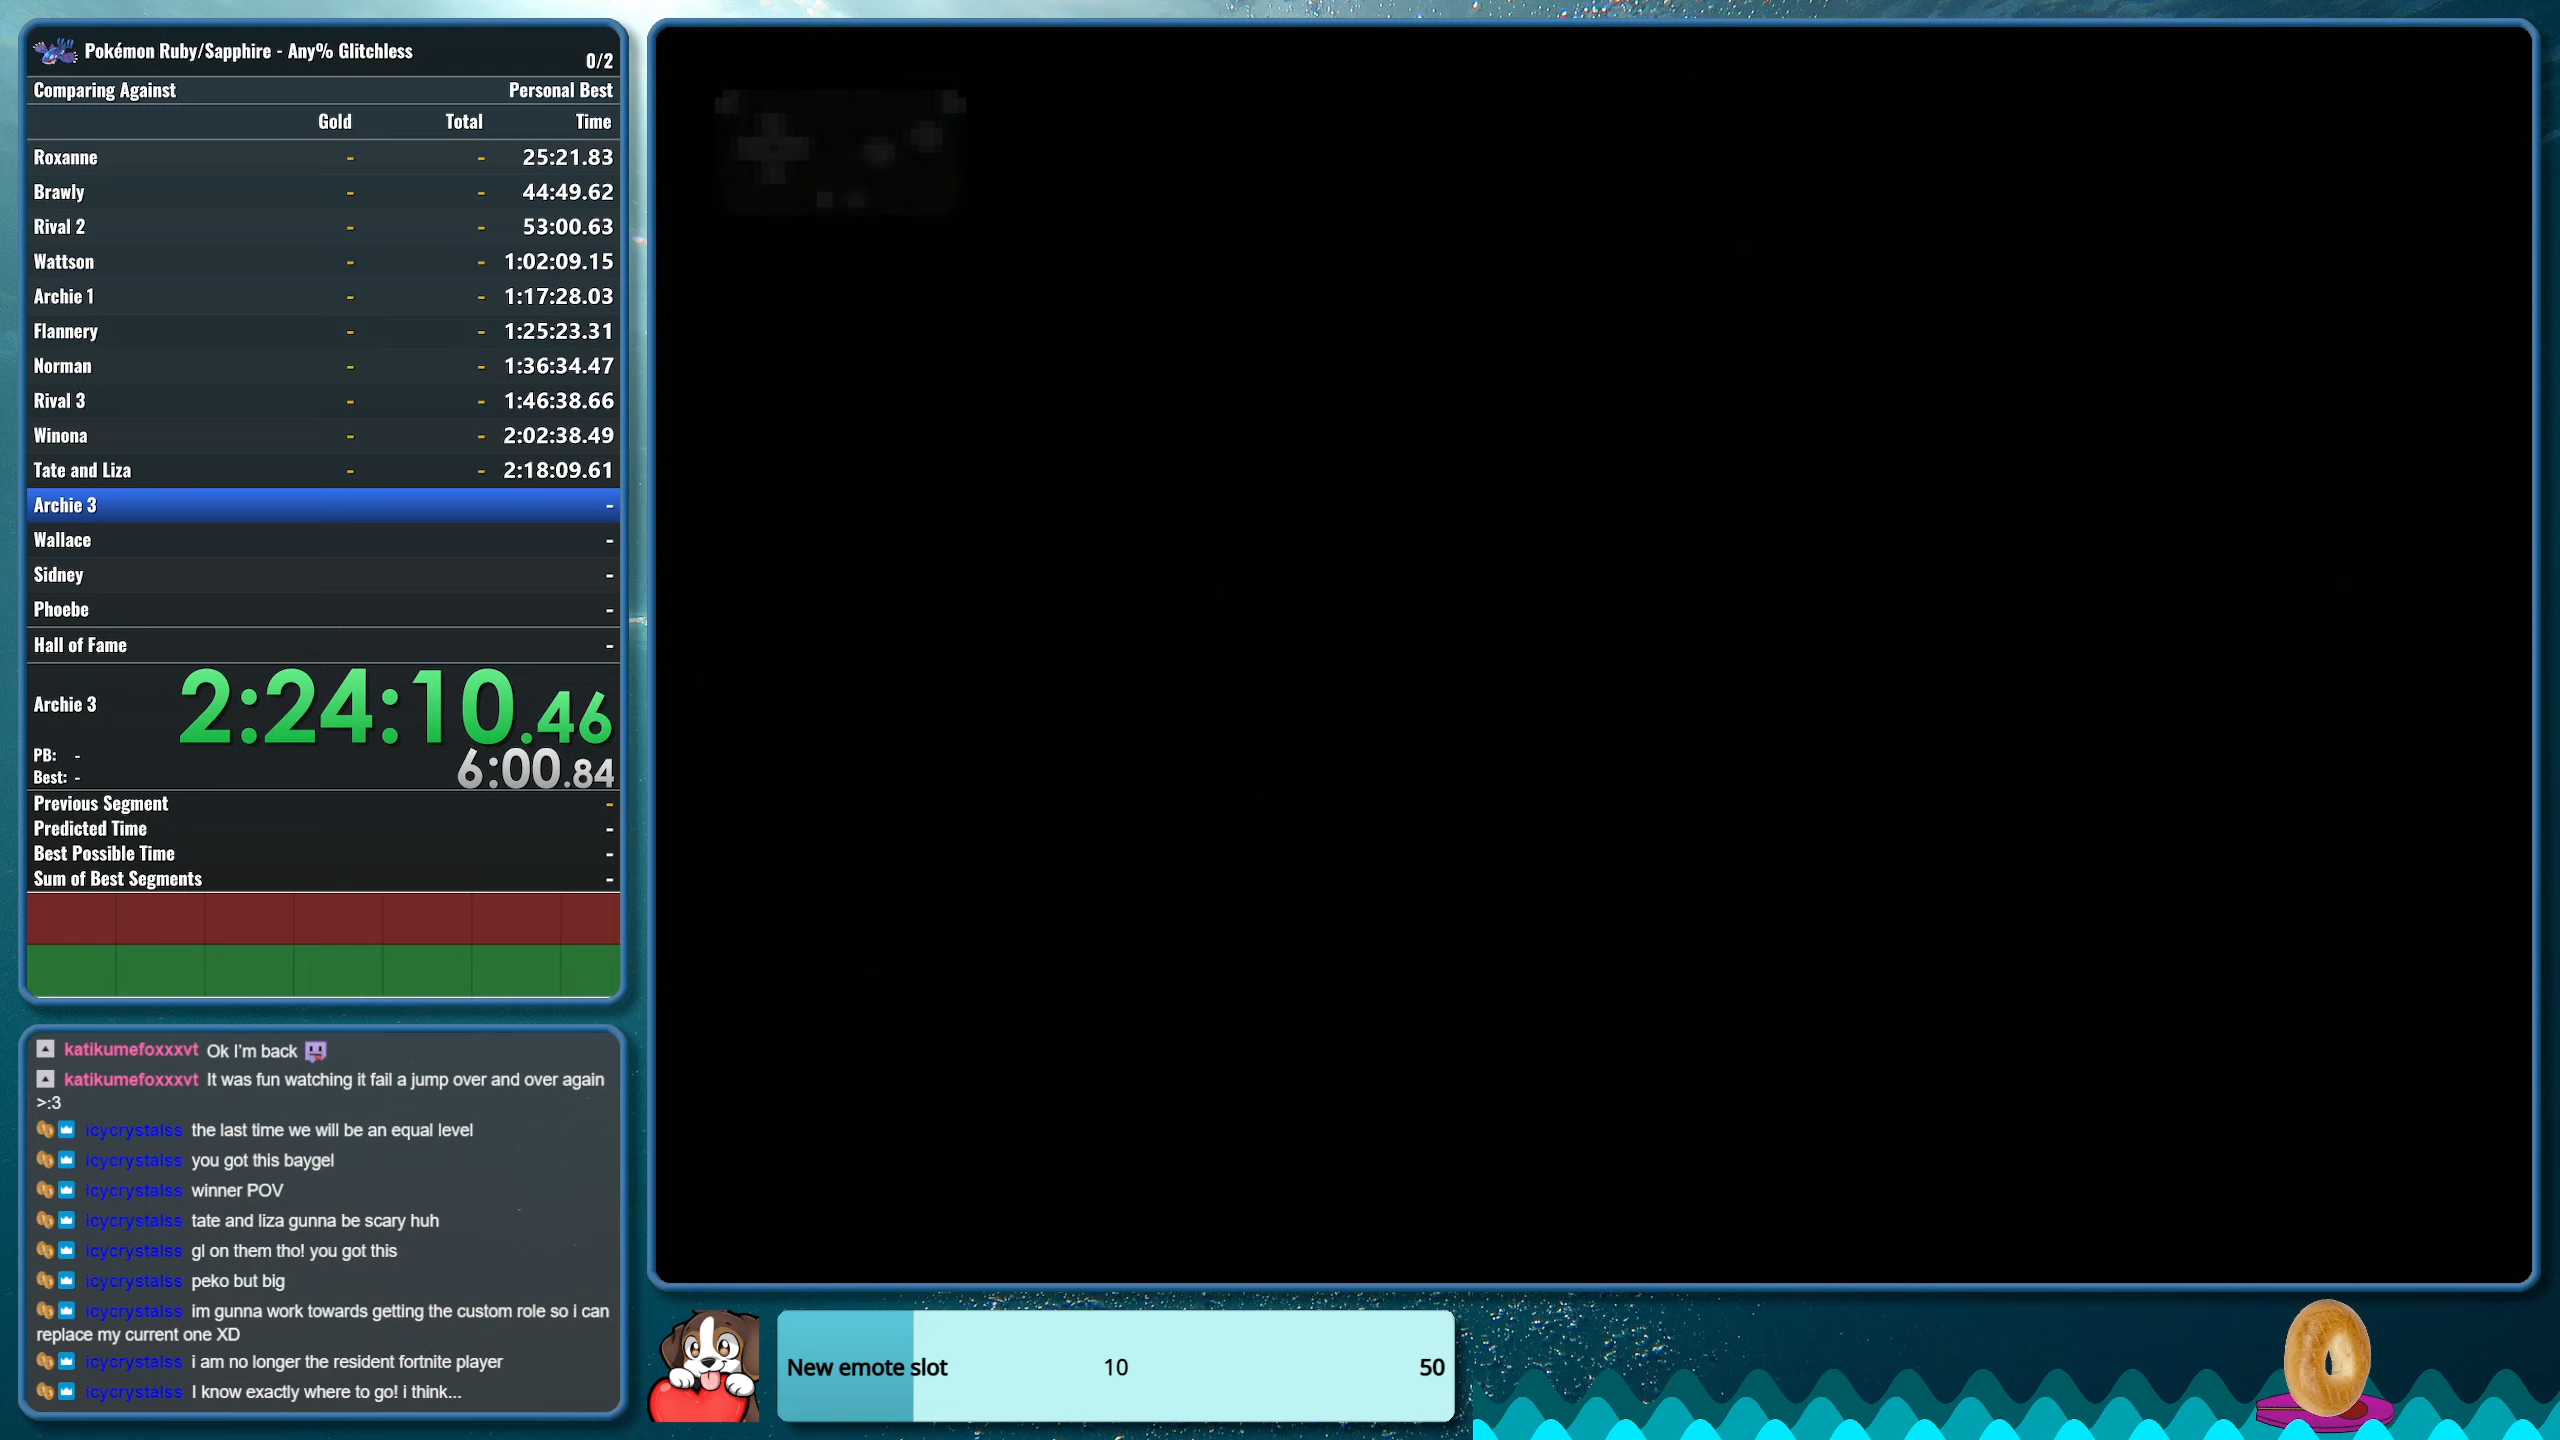 Pokémon Ruby/Sapphire - Any% Glitchless
0/2
Comparing Against Personal Best
Gold Total Time
Roxanne - - 25:21.83
Brawly - - 44:49.62
Rival 2 - - 53:00.63
Wattson - - 1:02:09.15
Archie 1 - - 1:17:28.03
Flannery - - 1:25:23.31
Norman - - 1:36:34.47
Rival 3 - - 1:46:38.66
Winona - - 2:02:38.49
Tate and Liza - - 2:18:09.61
Archie 3 -
Wallace -
Sidney -
Phoebe -
Hall of Fame -
Archie 3 2:24:10.46
PB: -
Best: -
6:00.84
Previous Segment -
Predicted Time -
Best Possible Time -
Sum of Best Segments -
katikumefoxxxvt Ok I'm back
katikumefoxxxvt It was fun watching it fail a jump over and over again
>:3
icycrystalss the last time we will be an equal level
icycrystalss you got this baygel
icycrystalss winner POV
icycrystalss tate and liza gunna be scary huh
icycrystalss gl on them tho! you got this
icycrystalss peko but big
icycrystalss im gunna work towards getting the custom role so i can
replace my current one XD
icycrystalss i am no longer the resident fortnite player
icycrystalss I know exactly where to go! i think...
New emote slot 10 50